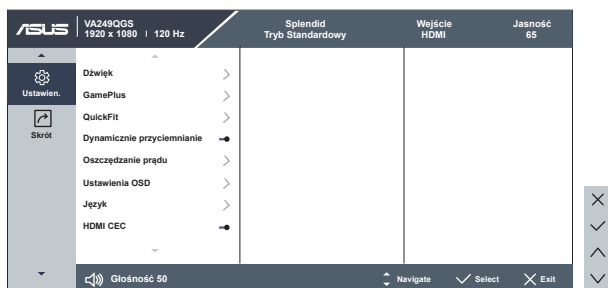 ASUS
VA249QGS
1920 x 1080 | 120 Hz
Splendid
Tryb Standardowy
Wejście
HDMI
Jasność
65
Ustawien.
Skrót
Dźwięk
GamePlus
QuickFit
Dynamicznie przyciemnianie
Oszczędzanie prądu
Ustawienia OSD
Język
HDMI CEC
Głośność 50
Navigate
Select
Exit